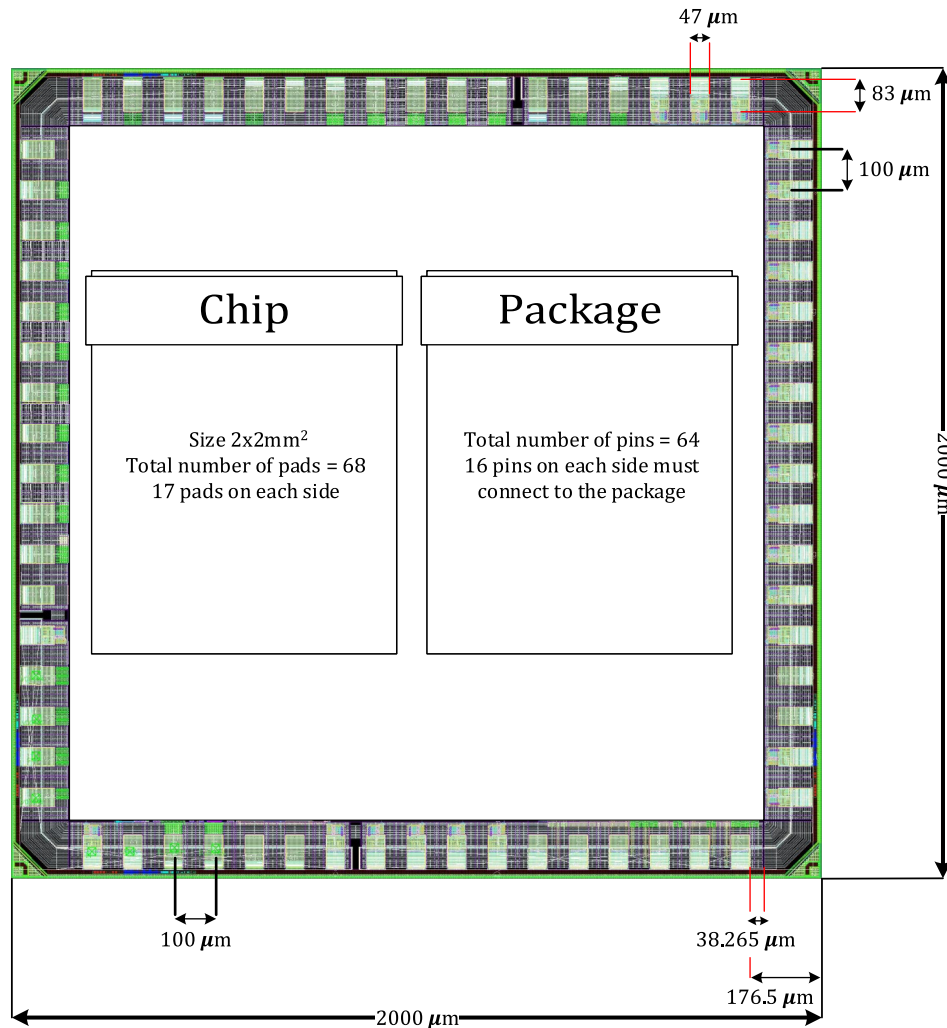 47 μm
83 μm
100 μm
Chip
Package
Size 2x2mm²
Total number of pads = 68
17 pads on each side
Total number of pins = 64
16 pins on each side must
connect to the package
2000 μm
100 μm
38.265 μm
176.5 μm
2000 μm